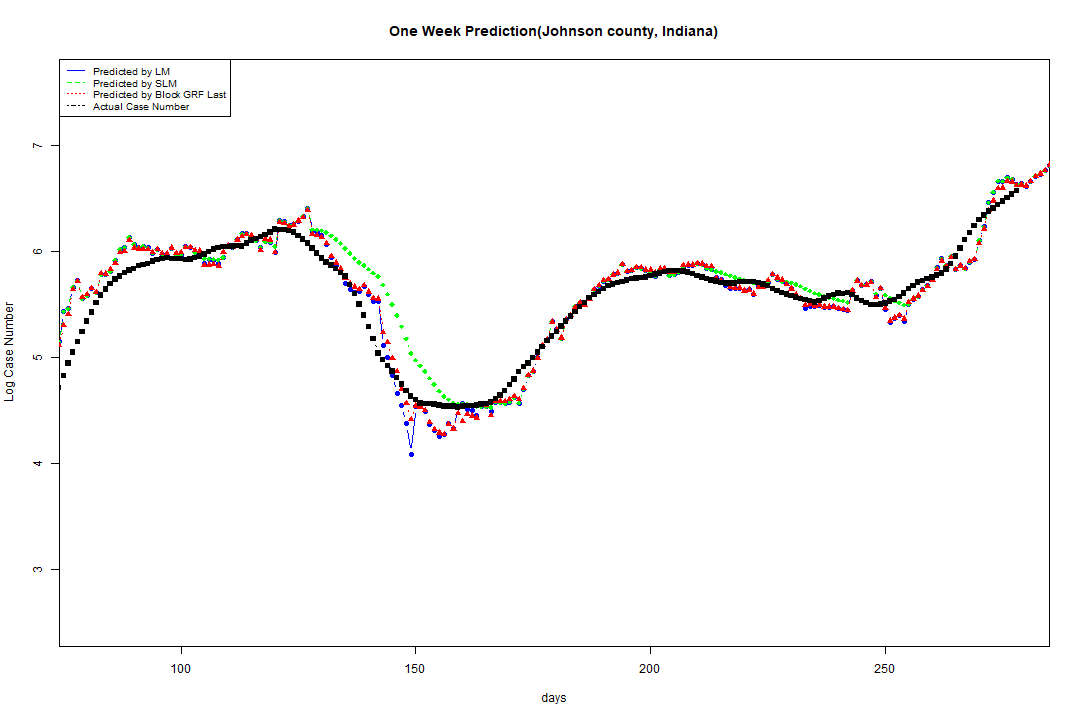 One Week Prediction(Johnson county, Indiana)
Predicted by LM
Predicted by SLM
Predicted by Block GRF Last
Actual Case Number
7
6
5
4
3
Log Case Number
100 150 200 250
days